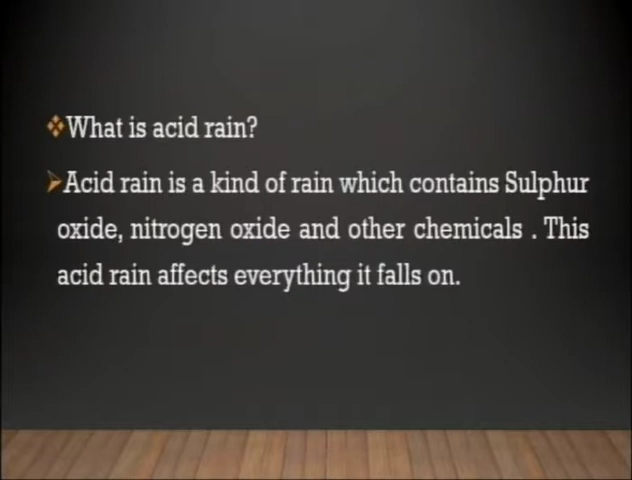 What is acid rain?
Acid rain is a kind of rain which contains Sulphur
oxide, nitrogen oxide and other chemicals . This
acid rain affects everything it falls on.